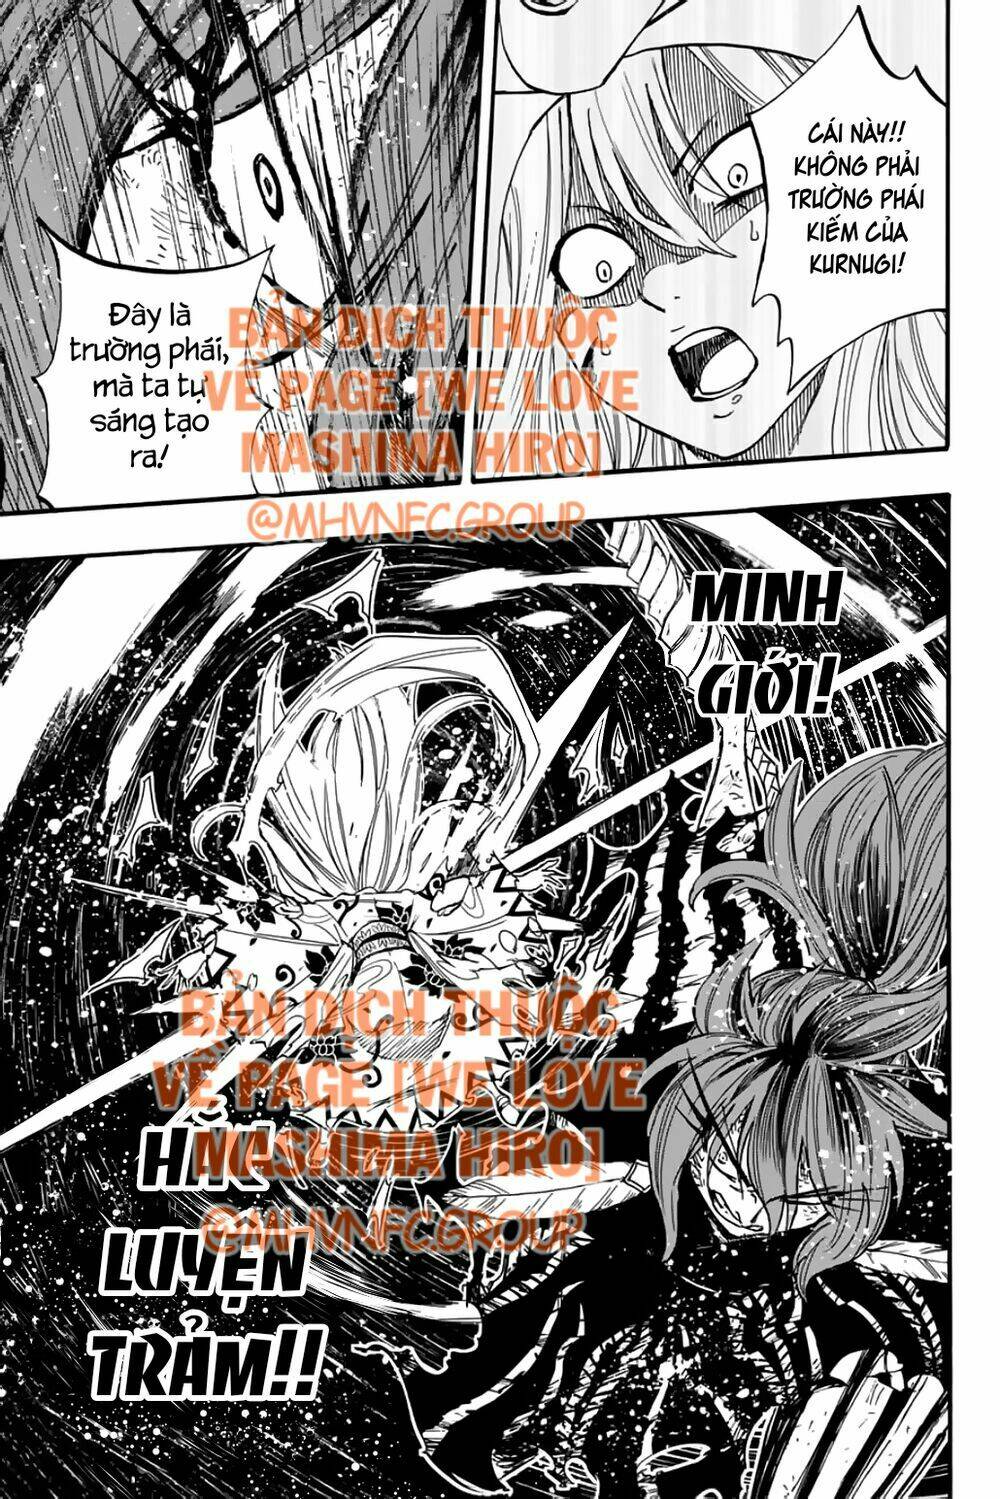 CÁI NÀY!!
KHÔNG PHẢI
TRƯỜNG PHÁI
KIẾM CỦA
KURNUGI!
Đây là
trường phái,
mà ta tự
sáng tạo
ra!
BẢN DỊCH THUỘC
VỀ PAGE [WE LOVE
MASHIMA HIRO]
@MHVNFC.GROUP
MINH
GIỚI!
BẢN DỊCH THUỘC
VỀ PAGE [WE LOVE
MASHIMA HIRO]
@MHVNFC.GROUP
HẮC
LUYỆN
TRẢM!!